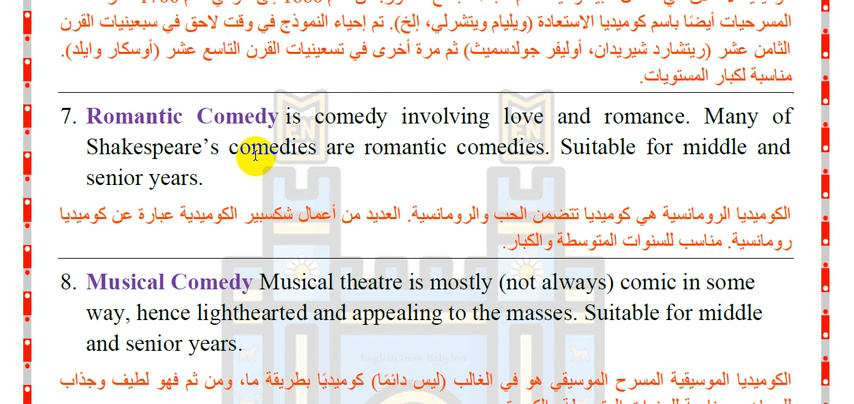 المسرحيات أيضًا باسم كوميديا الاستعادة (ويليام ويتشرلي، إلخ). تم إحياء النموذج في وقت لاحق في سبعينيات القرن
الثامن عشر (ريتشارد شيريدان، أوليفر جولدسميث) ثم مرة أخرى في تسعينيات القرن التاسع عشر (أوسكار وايلد).
مناسبة لكبار المستويات.
7. Romantic Comedy is comedy involving love and romance. Many of
Shakespeare's comedies are romantic comedies. Suitable for middle and
senior years.
الكوميديا الرومانسية هي كوميديا تتضمن الحب والرومانسية. العديد من أعمال شكسبير الكوميدية عبارة عن كوميديا
رومانسية. مناسب للسنوات المتوسطة والكبار.
8. Musical Comedy Musical theatre is mostly (not always) comic in some
way, hence lighthearted and appealing to the masses. Suitable for middle
and senior years.
English from Babylon
الكوميديا الموسيقية المسرح الموسيقي هو في الغالب (ليس دائمًا) كوميديًا بطريقة ما، ومن ثم فهو لطيف وجذاب